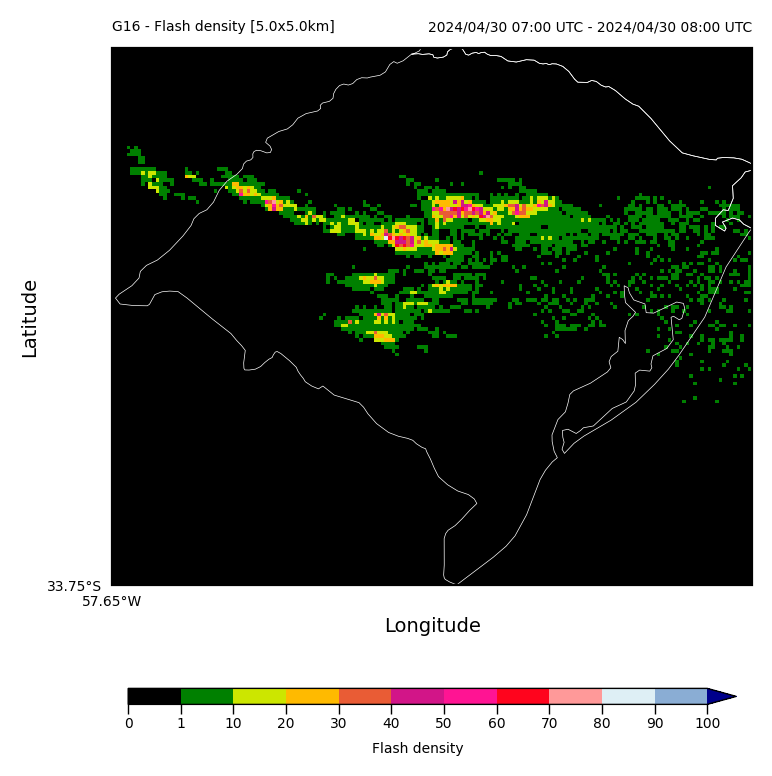 G16 - Flash density [5.0x5.0km] 2024/04/30 07:00 UTC - 2024/04/30 08:00 UTC
Latitude
33.75°S
57.65°W
Longitude
0 1 10 20 30 40 50 60 70 80 90 100
Flash density